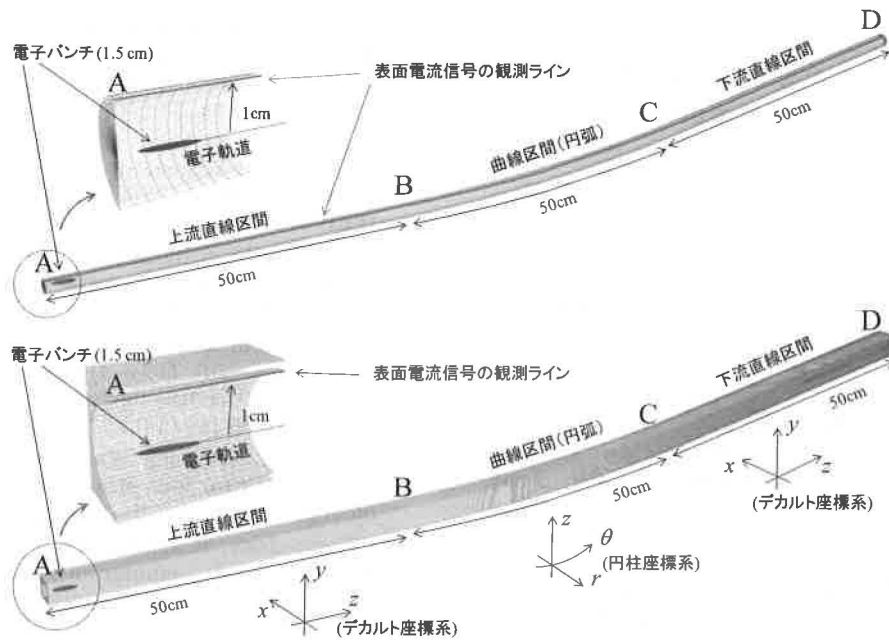 D
電子バンチ(1.5 cm)
A
表面電流信号の観測ライン
下流直線区間
1cm
電子軌道
C
50cm
曲線区間(円弧)
B
50cm
上流直線区間
A
50cm
D
電子バンチ(1.5 cm)
A
表面電流信号の観測ライン
下流直線区間
1cm
電子軌道
C
50cm
曲線区間(円弧)
B
y
x
z
50cm
(デカルト座標系)
上流直線区間
z
θ
(円柱座標系)
r
A
y
50cm
x
z
(デカルト座標系)